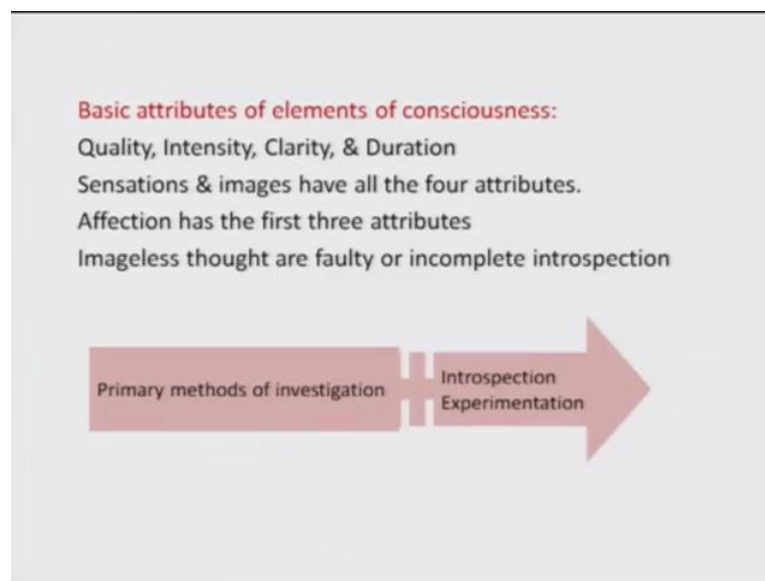 Basic attributes of elements of consciousness:
Quality, Intensity, Clarity, & Duration
Sensations & images have all the four attributes.
Affection has the first three attributes
Imageless thought are faulty or incomplete introspection
Primary methods of investigation
Introspection
Experimentation